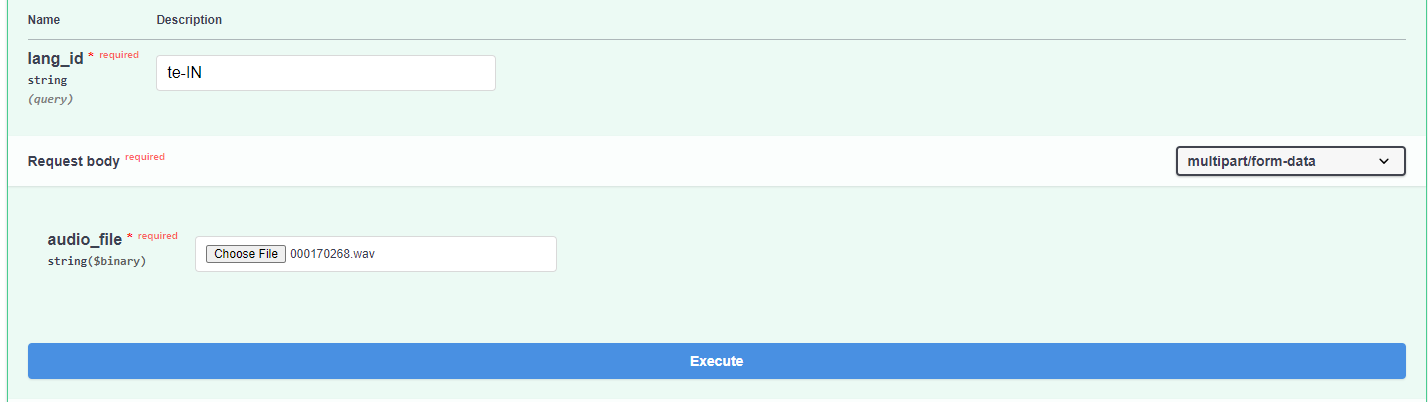 Name Description
lang_id * required
te-IN
string
(query)
Request body required
multipart/form-data
audio_file * required
Choose File 000170268.wav
string($binary)
Execute